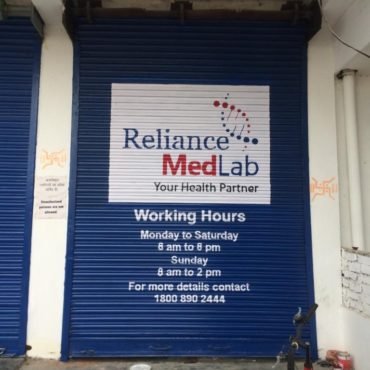 Reliance
MedLab
Your Health Partner
Working Hours
Monday to Saturday
8 am to 8 pm
Sunday
8 am to 2 pm
For more details contact
1800 890 2444